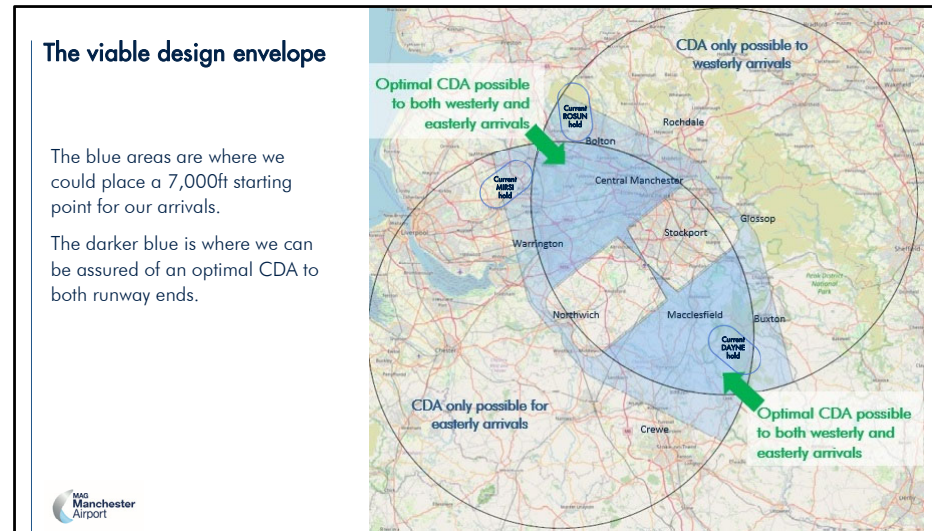 The viable design envelope
The blue areas are where we
could place a 7,000ft starting
point for our arrivals.
The darker blue is where we can
be assured of an optimal CDA to
both runway ends.
MAG
Manchester
Airport
CDA only possible to
westerly arrivals
Optimal CDA possible
to both westerly and
easterly arrivals
Current
ROSUN
hold
Rochdale
Bolton
Current
MIRSI
hold
Central Manchester
Glossop
Stockport
Warrington
Liverpool
Sheffield
Peak District
National
Park
Northwich
Macclesfield
Buxton
Current
DAYNE
hold
Chester
CDA only possible for
easterly arrivals
Crewe
Optimal CDA possible
to both westerly and
easterly arrivals